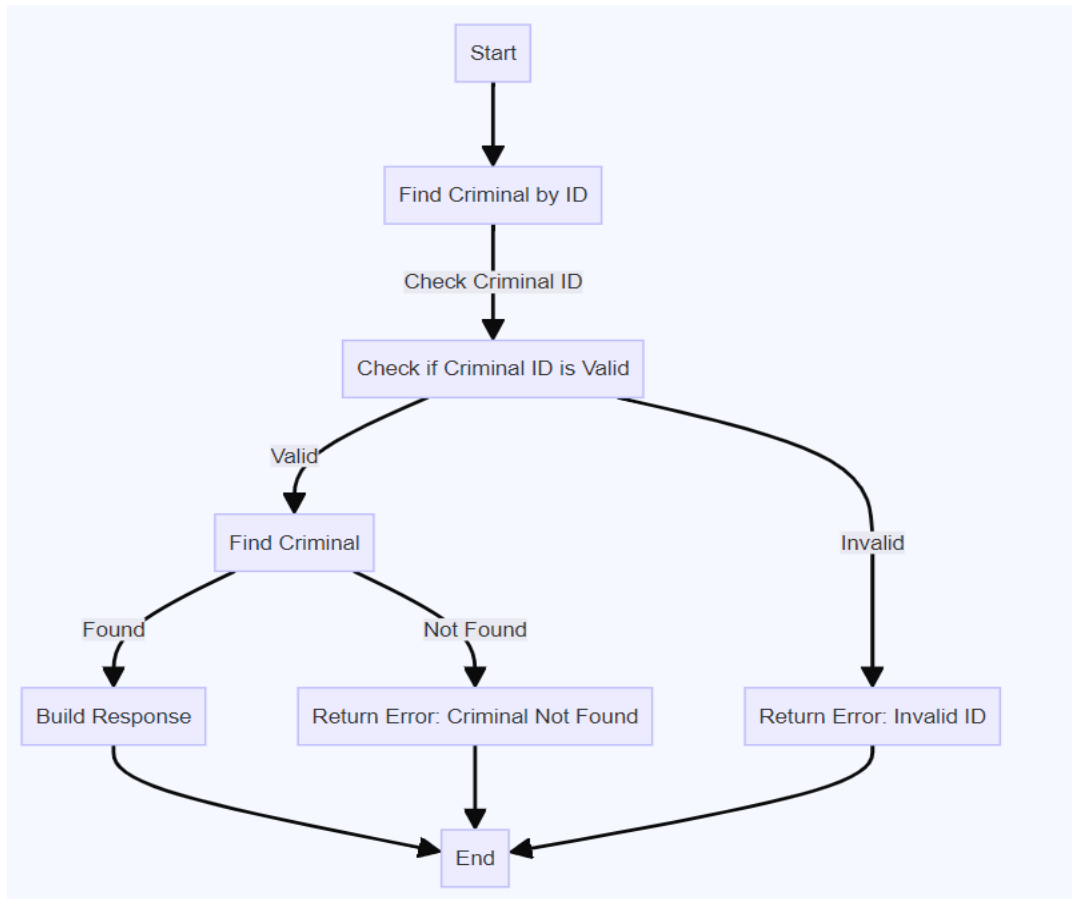 Start
Find Criminal by ID
Check Criminal ID
Check if Criminal ID is Valid
Valid
Find Criminal
Invalid
Found
Not Found
Build Response
Return Error: Criminal Not Found
Return Error: Invalid ID
End